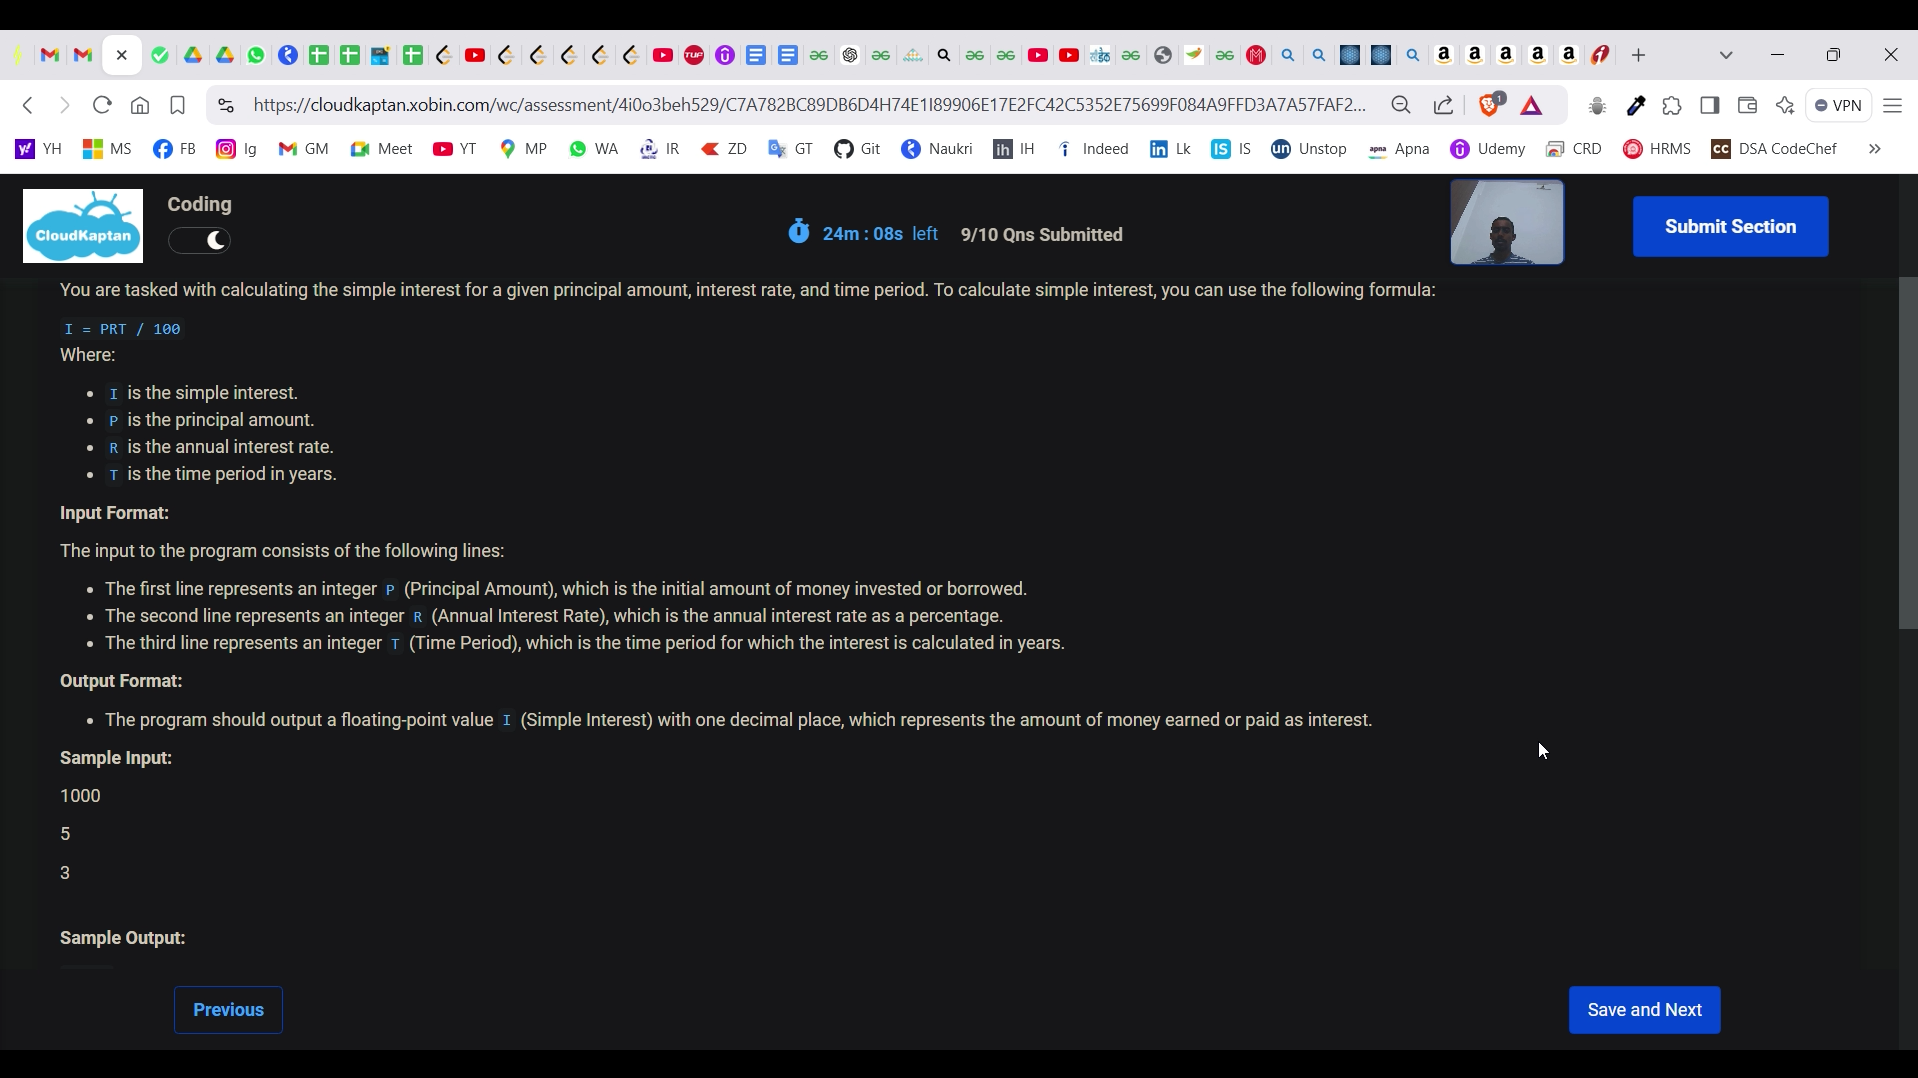 https://cloudkaptan.xobin.com/wc/assessment/4i0o3beh529/C7A782BC89DB6D4H74E1I89906E17E2FC42C5352E75699F084A9FFD3A7A57FAF2...
VPN
YH MS FB Ig GM Meet YT MP WA IR ZD GT Git Naukri IH Indeed Lk IS Unstop Apna Udemy CRD HRMS DSA CodeChef
CloudKaptan
Coding
24m : 08s left
9/10 Qns Submitted
Submit Section
You are tasked with calculating the simple interest for a given principal amount, interest rate, and time period. To calculate simple interest, you can use the following formula:
I = PRT / 100
Where:
• I is the simple interest.
• P is the principal amount.
• R is the annual interest rate.
• T is the time period in years.
Input Format:
The input to the program consists of the following lines:
• The first line represents an integer P (Principal Amount), which is the initial amount of money invested or borrowed.
• The second line represents an integer R (Annual Interest Rate), which is the annual interest rate as a percentage.
• The third line represents an integer T (Time Period), which is the time period for which the interest is calculated in years.
Output Format:
• The program should output a floating-point value I (Simple Interest) with one decimal place, which represents the amount of money earned or paid as interest.
Sample Input:
1000
5
3
Sample Output:
Previous
Save and Next